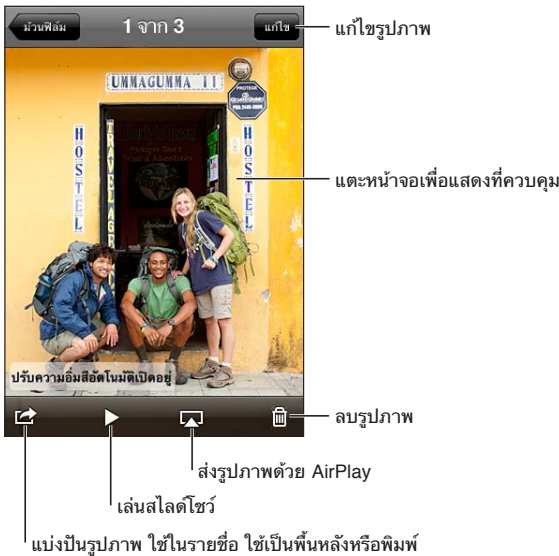 ม้วนฟิล์ม
1 จาก 3
แก้ไข
แก้ไขรูปภาพ
UMMAGUMMA II
PROTEGE
HOSTEL
HOSTEL
แตะหน้าจอเพื่อแสดงที่ควบคุม
ปรับความอิ่มสีอัตโนมัติเปิดอยู่
ลบรูปภาพ
ส่งรูปภาพด้วย AirPlay
เล่นสไลด์โชว์
แบ่งปันรูปภาพ ใช้ในรายชื่อ ใช้เป็นพื้นหลังหรือพิมพ์